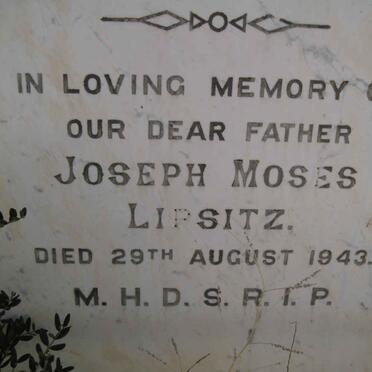 IN LOVING MEMORY O
OUR DEAR FATHER
JOSEPH MOSES
LIPSITZ.
DIED 29TH AUGUST 1943.
M. H. D. S. R. I. P.